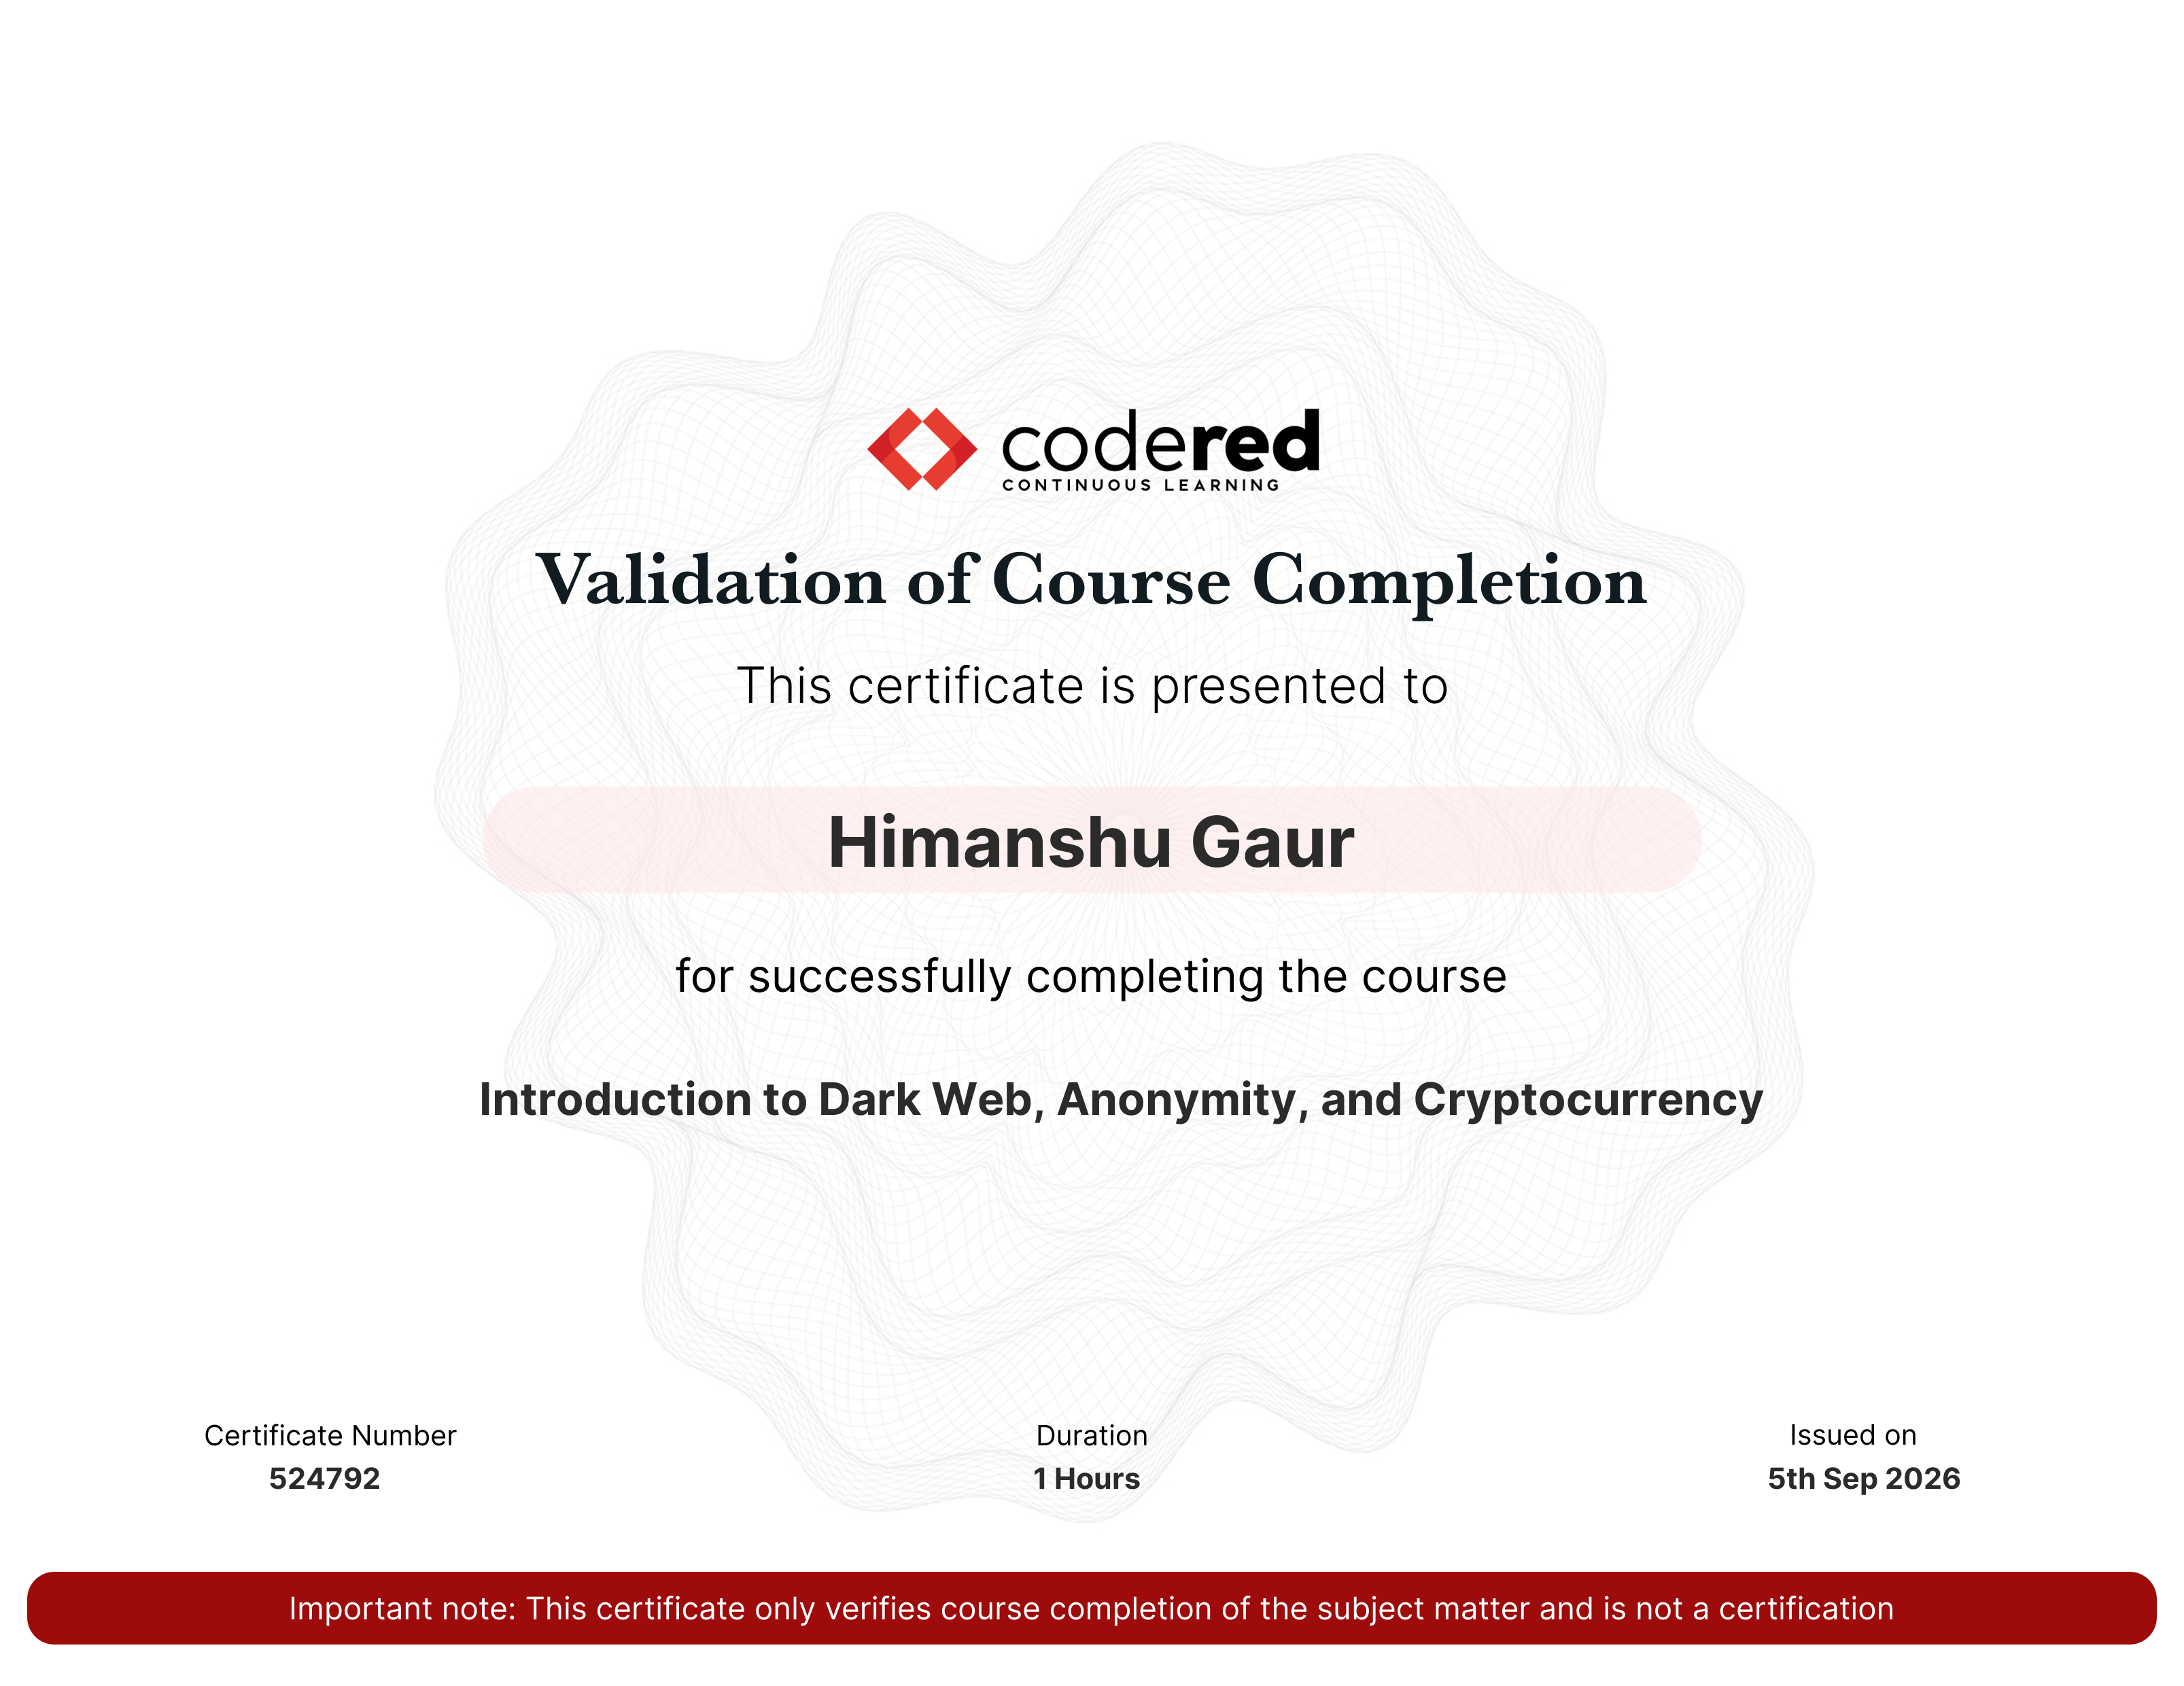 codered
CONTINUOUS LEARNING
Validation of Course Completion
This certificate is presented to
Himanshu Gaur
for successfully completing the course
Introduction to Dark Web, Anonymity, and Cryptocurrency
Certificate Number
524792
Duration
1 Hours
Issued on
5th Sep 2026
Important note: This certificate only verifies course completion of the subject matter and is not a certification